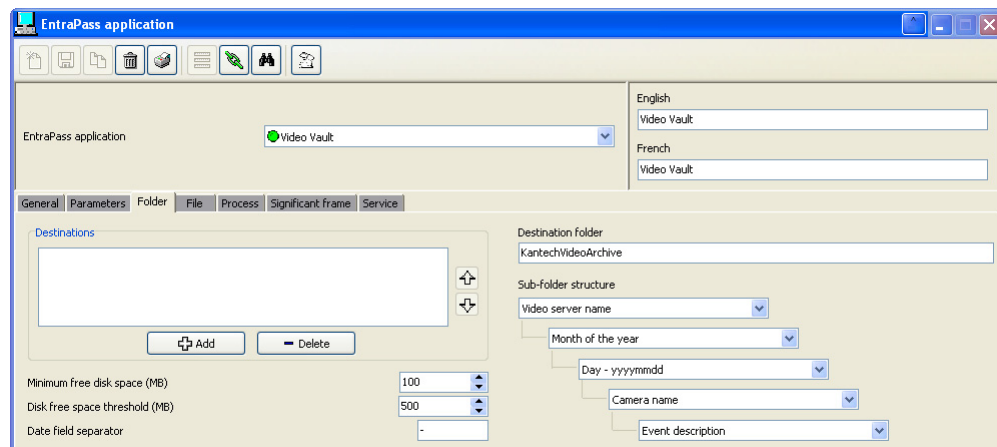 EntraPass application
English
Video Vault
EntraPass application
Video Vault
French
Video Vault
General Parameters Folder File Process Significant frame Service
Destinations
Destination folder
KantechVideoArchive
Sub-folder structure
Video server name
Add
Delete
Month of the year
Day - yyyymmdd
Minimum free disk space (MB)
100
Disk free space threshold (MB)
500
Camera name
Date field separator
-
Event description